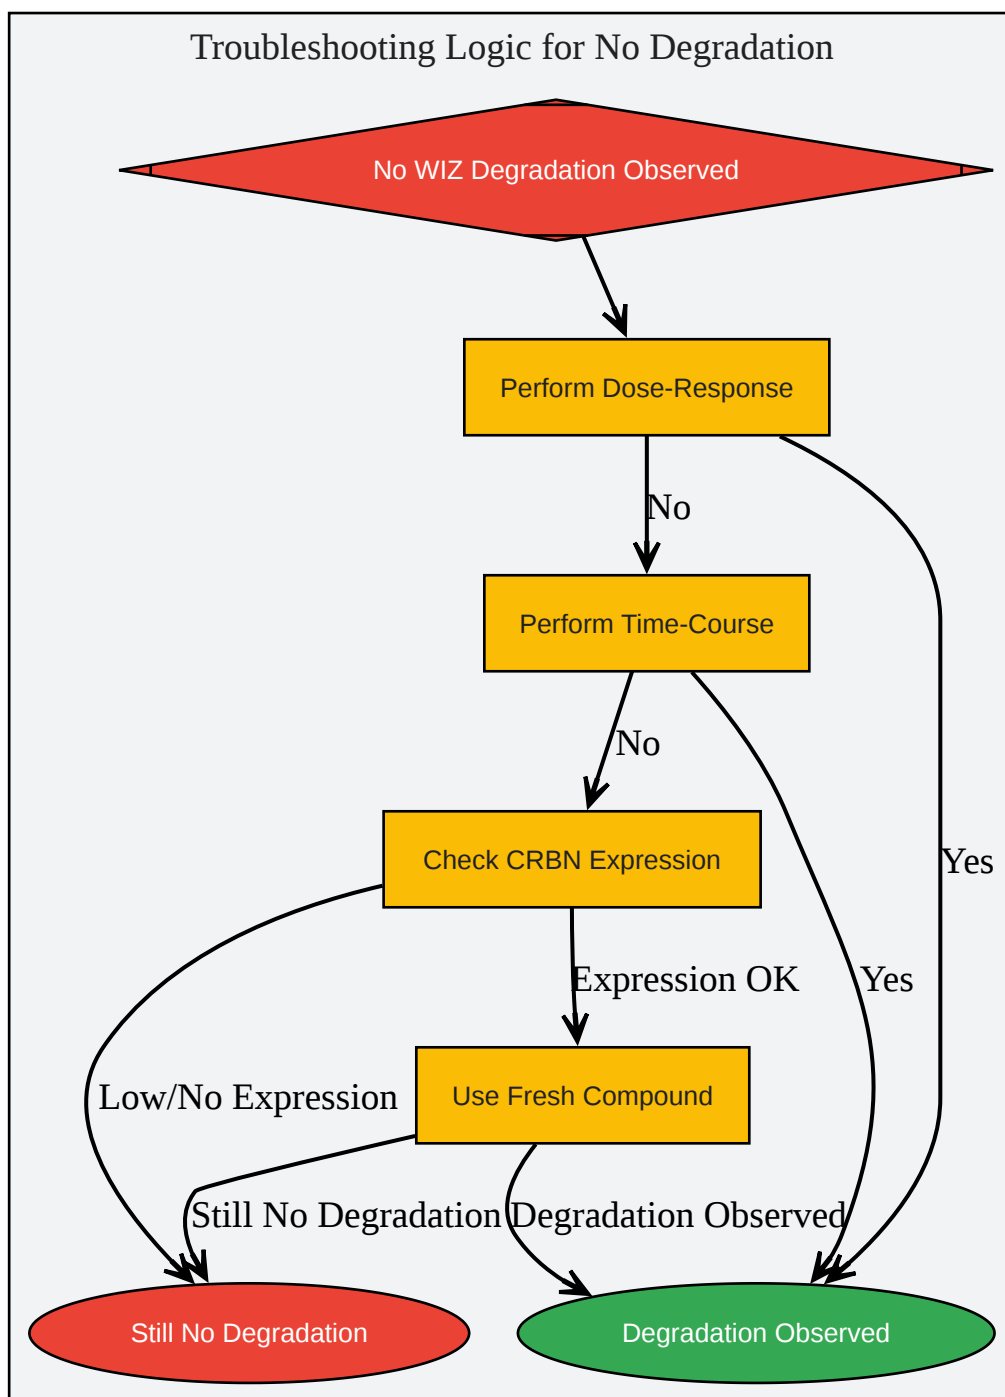 Troubleshooting Logic for No Degradation
No WIZ Degradation Observed
Perform Dose-Response
No
Perform Time-Course
No
Check CRBN Expression
Yes
Expression OK
Yes
Use Fresh Compound
Low/No Expression
Still No Degradation
Degradation Observed
Still No Degradation
Degradation Observed